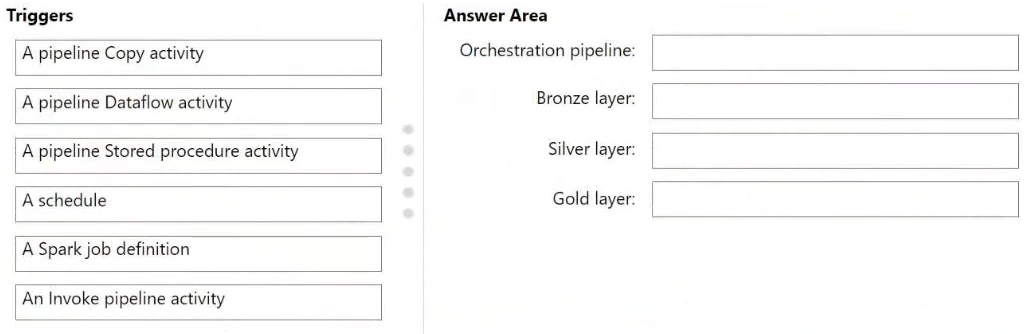 Triggers
A pipeline Copy activity
A pipeline Dataflow activity
A pipeline Stored procedure activity
A schedule
A Spark job definition
An Invoke pipeline activity
Answer Area
Orchestration pipeline:
Bronze layer:
Silver layer:
Gold layer: